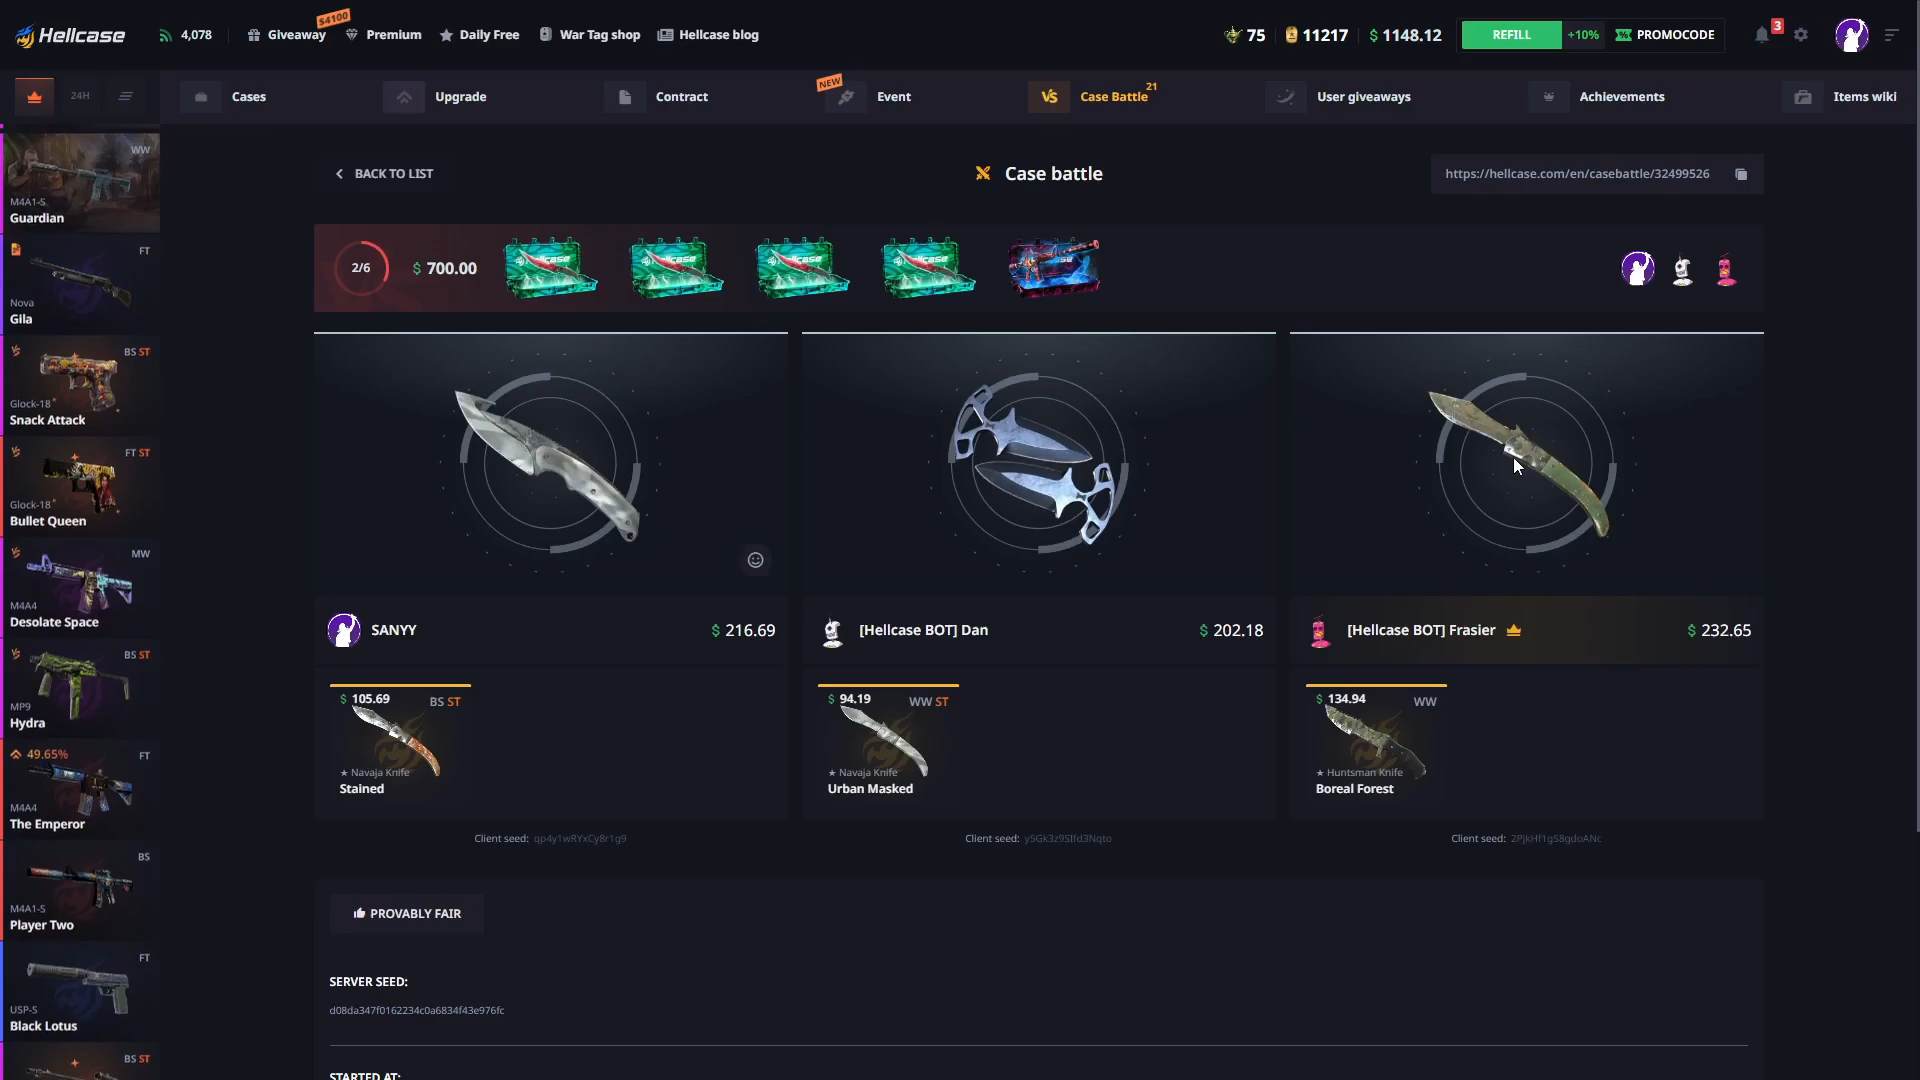 Hellcase
4,078
Giveaway
$4100
Premium
Daily Free
War Tag shop
Hellcase blog
75
11217
$ 1148.12
REFILL
+10%
PROMOCODE
3
24H
Cases
Upgrade
Contract
NEW
Event
VS
Case Battle
21
User giveaways
Achievements
Items wiki
WW
M4A1-S
Guardian
FT
Nova
Gila
BS ST
Glock-18
Snack Attack
FT ST
Glock-18
Bullet Queen
MW
M4A4
Desolate Space
BS ST
MP9
Hydra
49.65%
FT
M4A4
The Emperor
BS
M4A1-S
Player Two
FT
USP-S
Black Lotus
BS ST
BACK TO LIST
Case battle
https://hellcase.com/en/casebattle/32499526
2/6
$ 700.00
SANYY
$ 216.69
[Hellcase BOT] Dan
$ 202.18
[Hellcase BOT] Frasier
$ 232.65
$ 105.69
BS ST
★ Navaja Knife
Stained
$ 94.19
WW ST
★ Navaja Knife
Urban Masked
$ 134.94
WW
★ Huntsman Knife
Boreal Forest
Client seed: qp4y1wRYxCy8r1g9
Client seed:
Client seed:
PROVABLY FAIR
SERVER SEED:
d08da347f0162234c0a6834f43e976fc
STARTED AT: